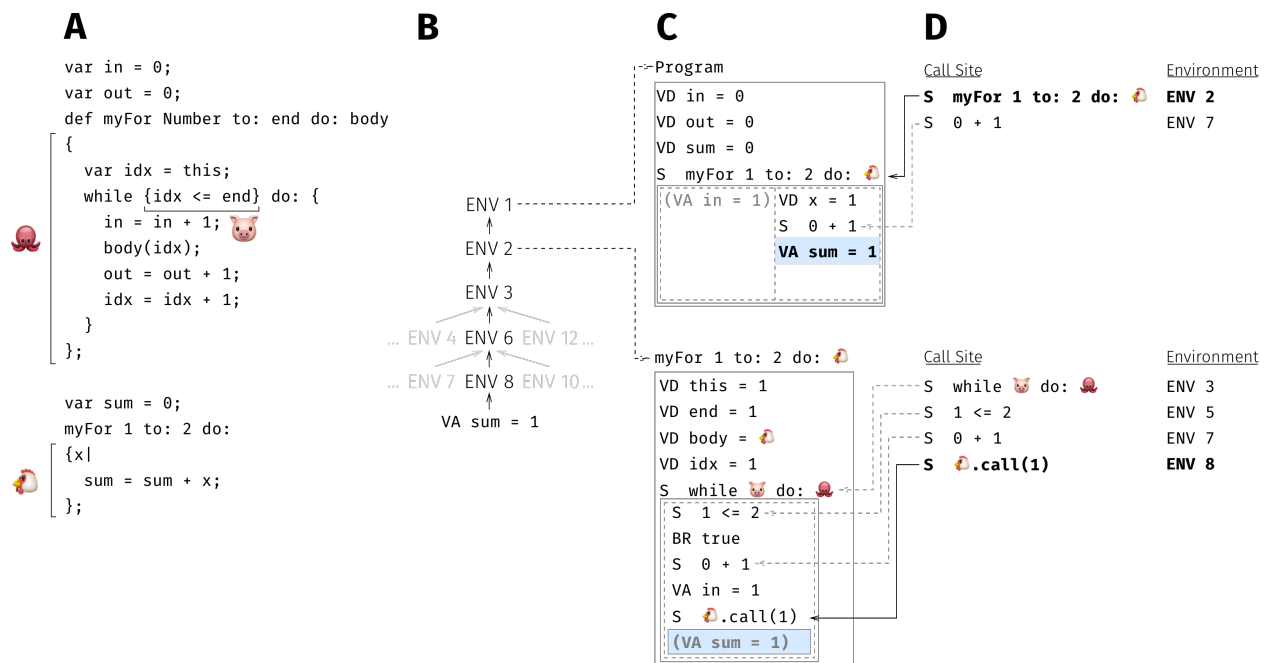 A
var in = 0;
var out = 0;
def myFor Number to: end do: body
{
var idx = this;
while {idx <= end} do: {
in = in + 1;
body(idx);
out = out + 1;
idx = idx + 1;
}
};
var sum = 0;
myFor 1 to: 2 do:
{x|
sum = sum + x;
};
B
ENV 1
ENV 2
ENV 3
... ENV 4 ENV 6 ENV 12 ...
... ENV 7 ENV 8 ENV 10 ...
VA sum = 1
C
Program
VD in = 0
VD out = 0
VD sum = 0
S myFor 1 to: 2 do: 🐔
(VA in = 1) VD x = 1
S 0 + 1
VA sum = 1
myFor 1 to: 2 do: 🐔
VD this = 1
VD end = 1
VD body = 🐔
VD idx = 1
S while 🐷 do: 🐙
S 1 <= 2
BR true
S 0 + 1
VA in = 1
S 🐔.call(1)
(VA sum = 1)
D
Call Site Environment
S myFor 1 to: 2 do: 🐔 ENV 2
S 0 + 1 ENV 7
Call Site Environment
S while 🐷 do: 🐙 ENV 3
S 1 <= 2 ENV 5
S 0 + 1 ENV 7
S 🐔.call(1) ENV 8